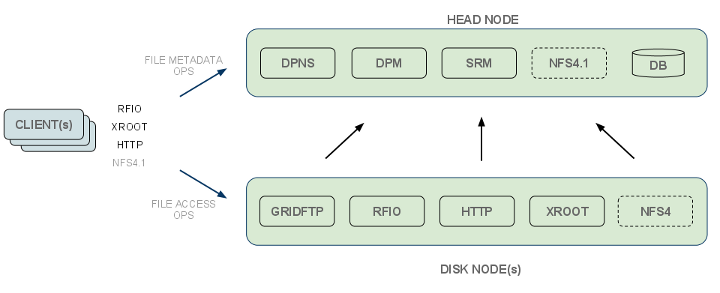 HEAD NODE
FILE METADATA
OPS
DPNS
DPM
SRM
NFS4.1
DB
CLIENT(s)
RFIO
XROOT
HTTP
NFS4.1
FILE ACCESS
OPS
GRIDFTP
RFIO
HTTP
XROOT
NFS4
DISK NODE(s)